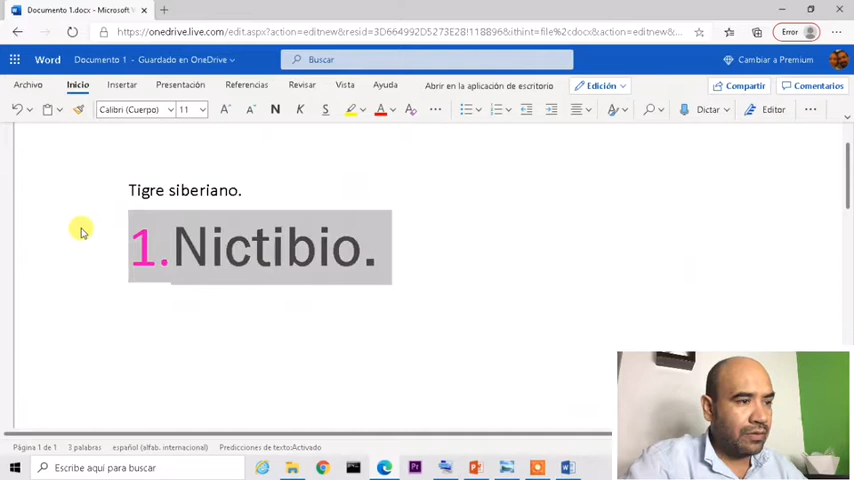 Documento 1.docx - Microsoft W
https://onedrive.live.com/edit.aspx?action=editnew&resid=3D664992D5273E28!118896&ithint=file%2cdocx&action=editnew&wdNewAndOpenCt=...
Error
Word
Documento 1 - Guardado en OneDrive
Buscar
Cambiar a Premium
Archivo Inicio Insertar Presentación Referencias Revisar Vista Ayuda Abrir en la aplicación de escritorio Edición Compartir Comentarios
Calibri (Cuerpo) 11 N K S Dictar Editor
Tigre siberiano.
1.Nictibio.
Página 1 de 1 3 palabras español (alfab. internacional) Predicciones de texto:Activado
Escribe aquí para buscar